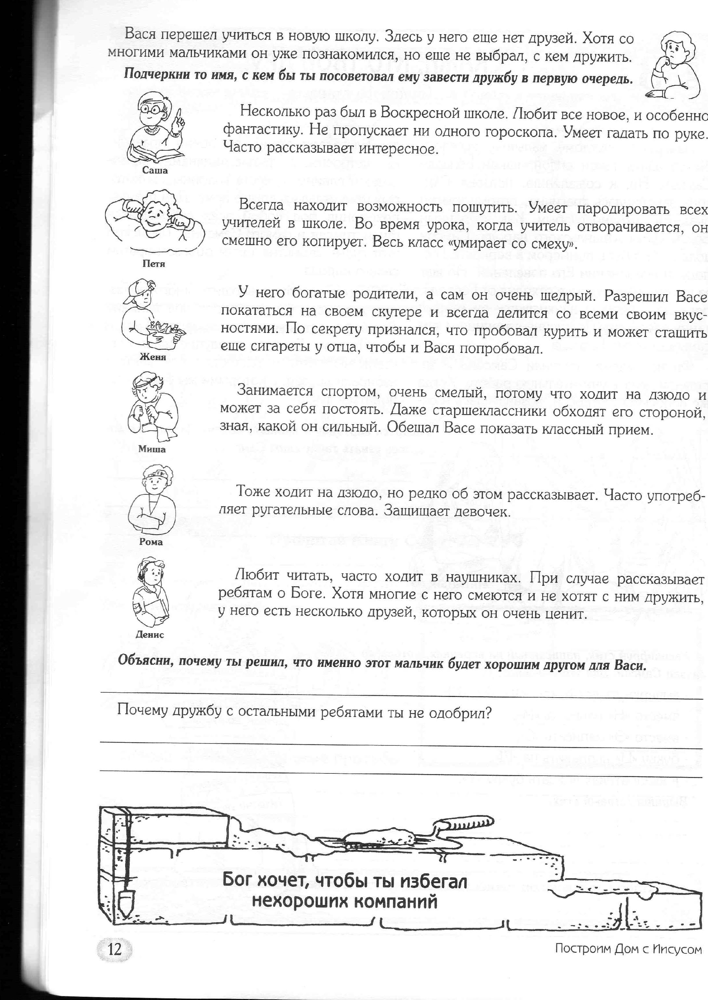 Вася перешел учиться в новую школу. Здесь у него еще нет друзей. Хотя со
многими мальчиками он уже познакомился, но еще не выбрал, с кем дружить.
Подчеркни то имя, с кем бы ты посоветовал ему завести дружбу в первую очередь.
Несколько раз был в Воскресной школе. Любит все новое, и особенно
фантастику. Не пропускает ни одного гороскопа. Умеет гадать по руке.
Часто рассказывает интересное.
Саша
Всегда находит возможность пошутить. Умеет пародировать всех
учителей в школе. Во время урока, когда учитель отворачивается, он
смешно его копирует. Весь класс «умирает со смеху».
Петя
У него богатые родители, а сам он очень щедрый. Разрешил Васе
покататься на своем скутере и всегда делится со всеми своим вкус-
ностями. По секрету признался, что пробовал курить и может сташить
еще сигареты у отца, чтобы и Вася попробовал.
Женя
Занимается спортом, очень смелый, потому что ходит на дзюдо и
может за себя постоять. Даже старшеклассники обходят его стороной,
зная, какой он сильный. Обещал Васе показать классный прием.
Миша
Тоже ходит на дзюдо, но редко об этом рассказывает. Часто употреб-
ляет ругательные слова. Защищает девочек.
Рома
Любит читать, часто ходит в наушниках. При случае рассказывает
ребятам о Боге. Хотя многие с него смеются и не хотят с ним дружить,
у него есть несколько друзей, которых он очень ценит.
Денис
Объясни, почему ты решил, что именно этот мальчик будет хорошим другом для Васи.
Почему дружбу с остальными ребятами ты не одобрил?
Бог хочет, чтобы ты избегал
нехороших компаний
12
Построим Дом с Иисусом